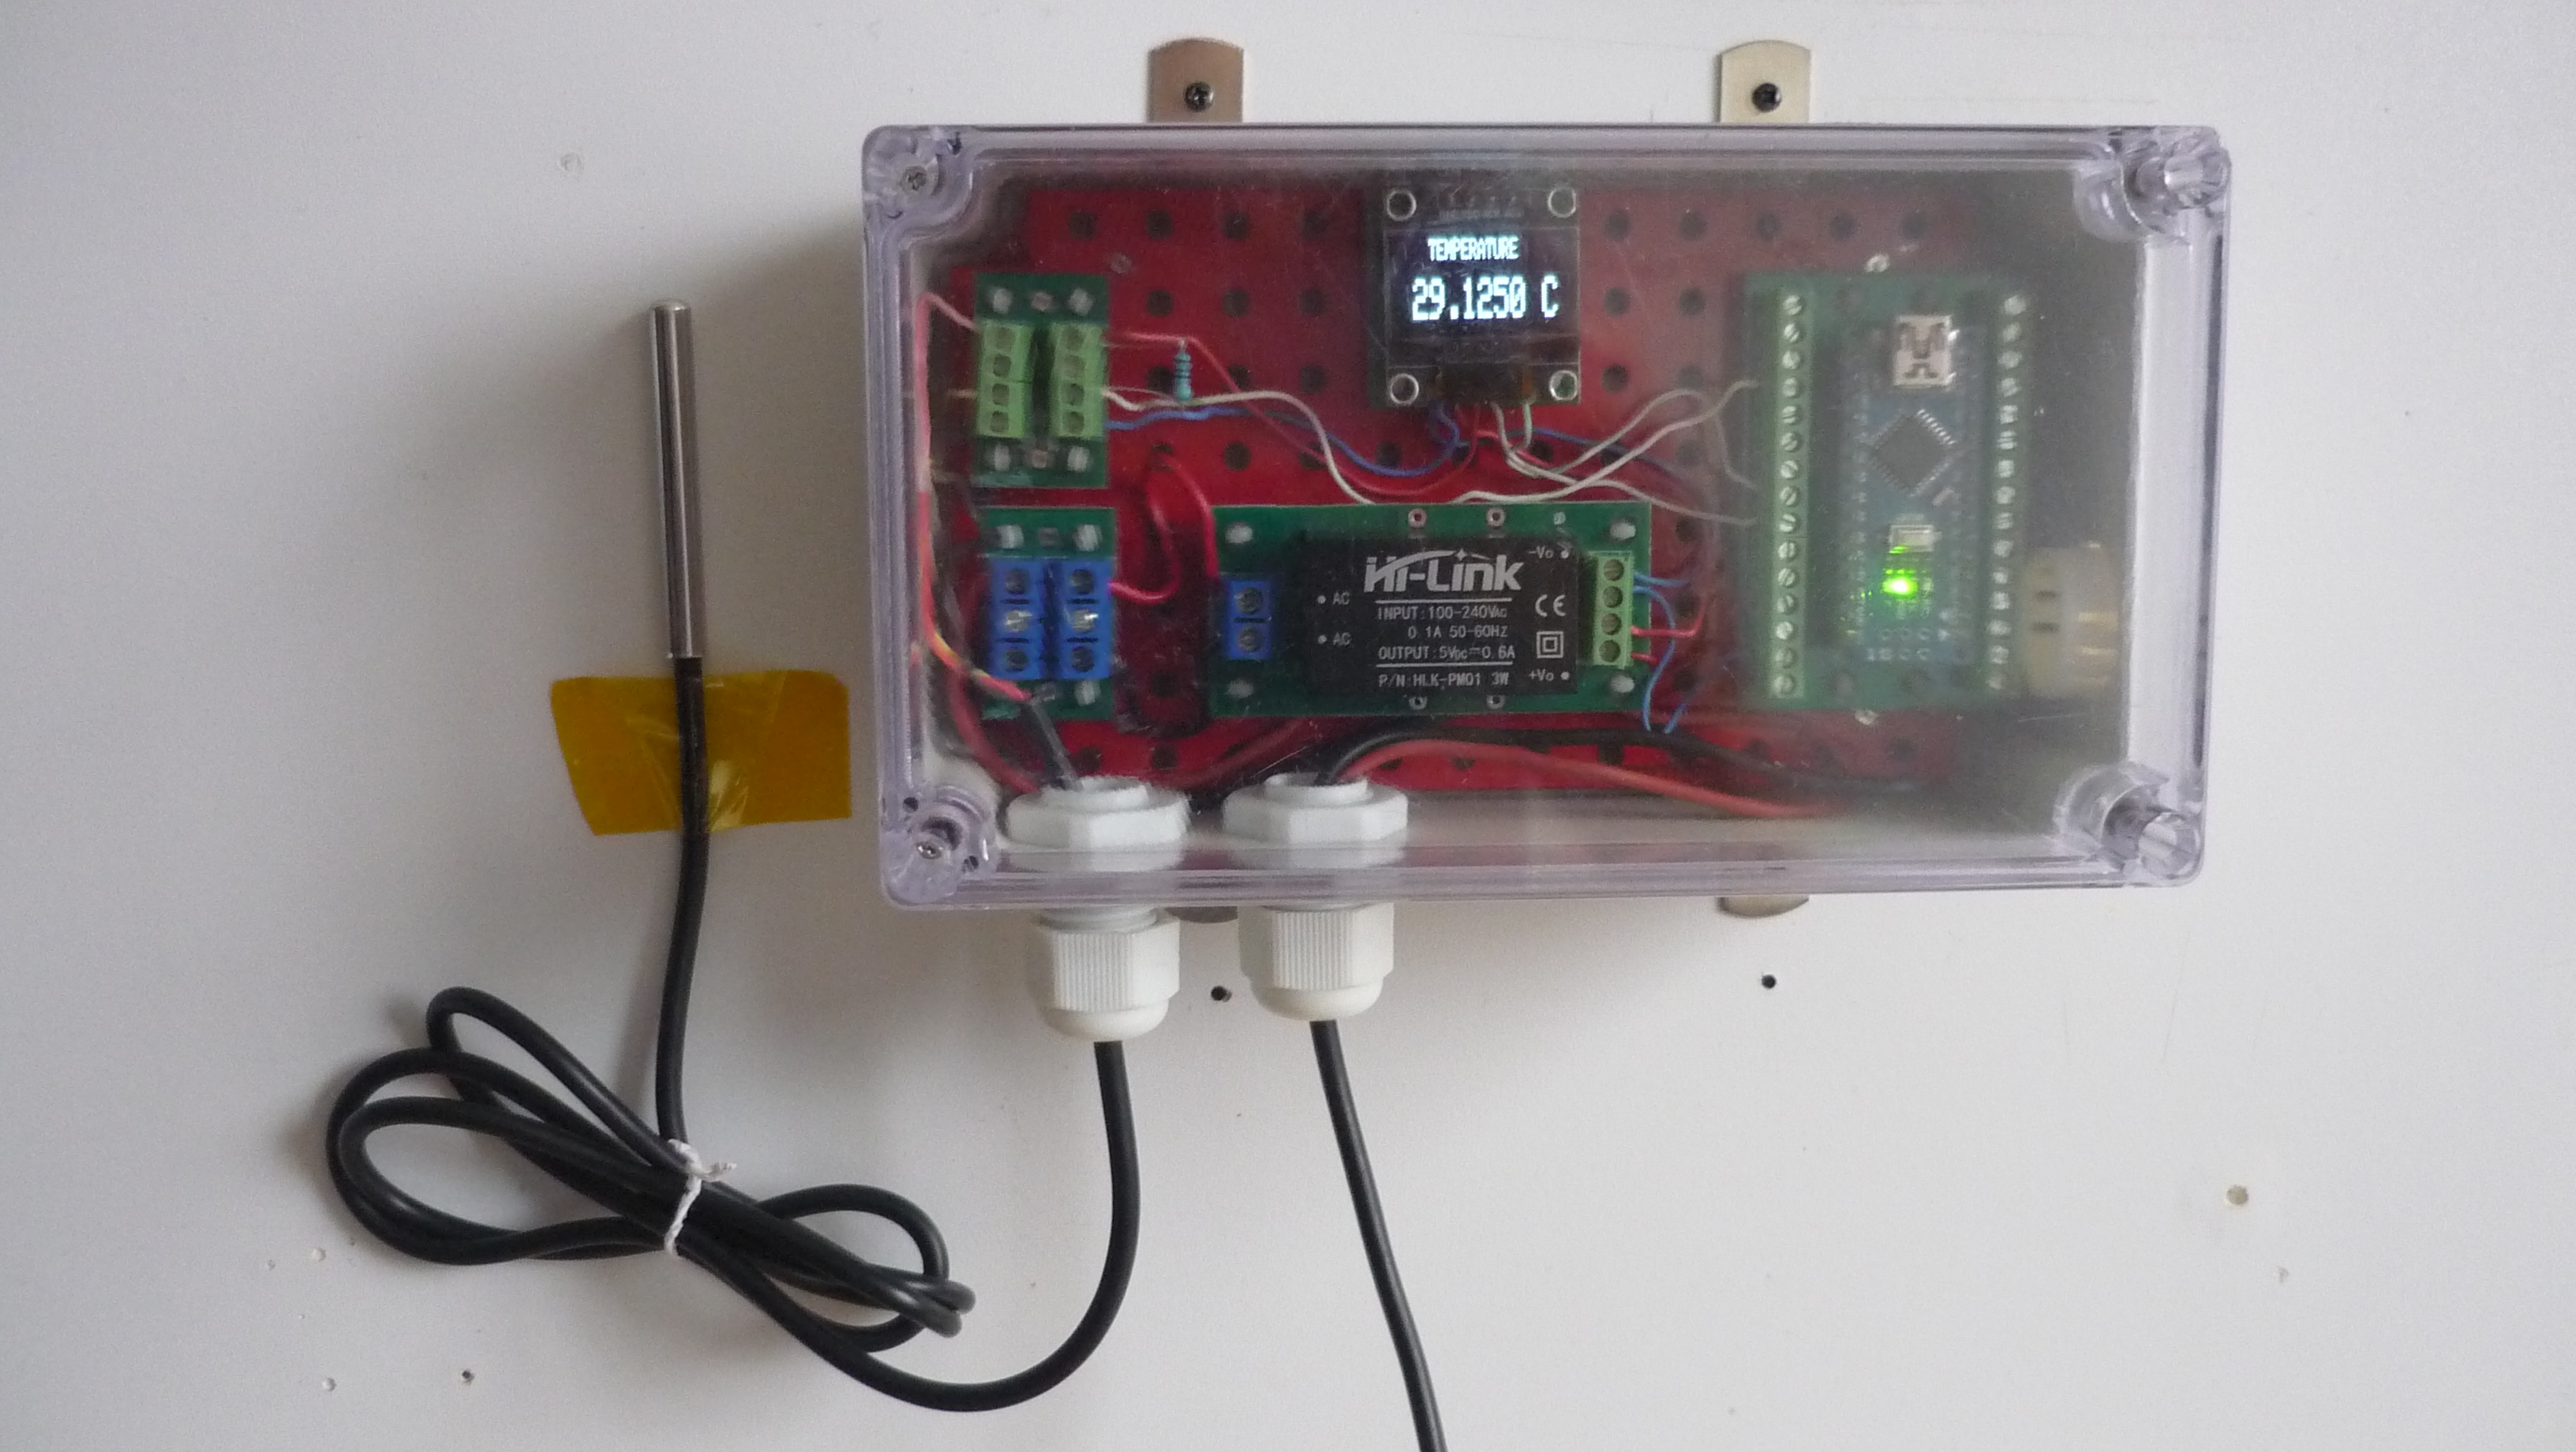 TEMPERATURE
29.1250 C
Hi-Link
-Vo
AC
INPUT:100-240VAC
0.1A 50-60Hz
CE
AC
OUTPUT:5VDC⎓0.6A
P/N:HLK-PM01 3W
+Vo